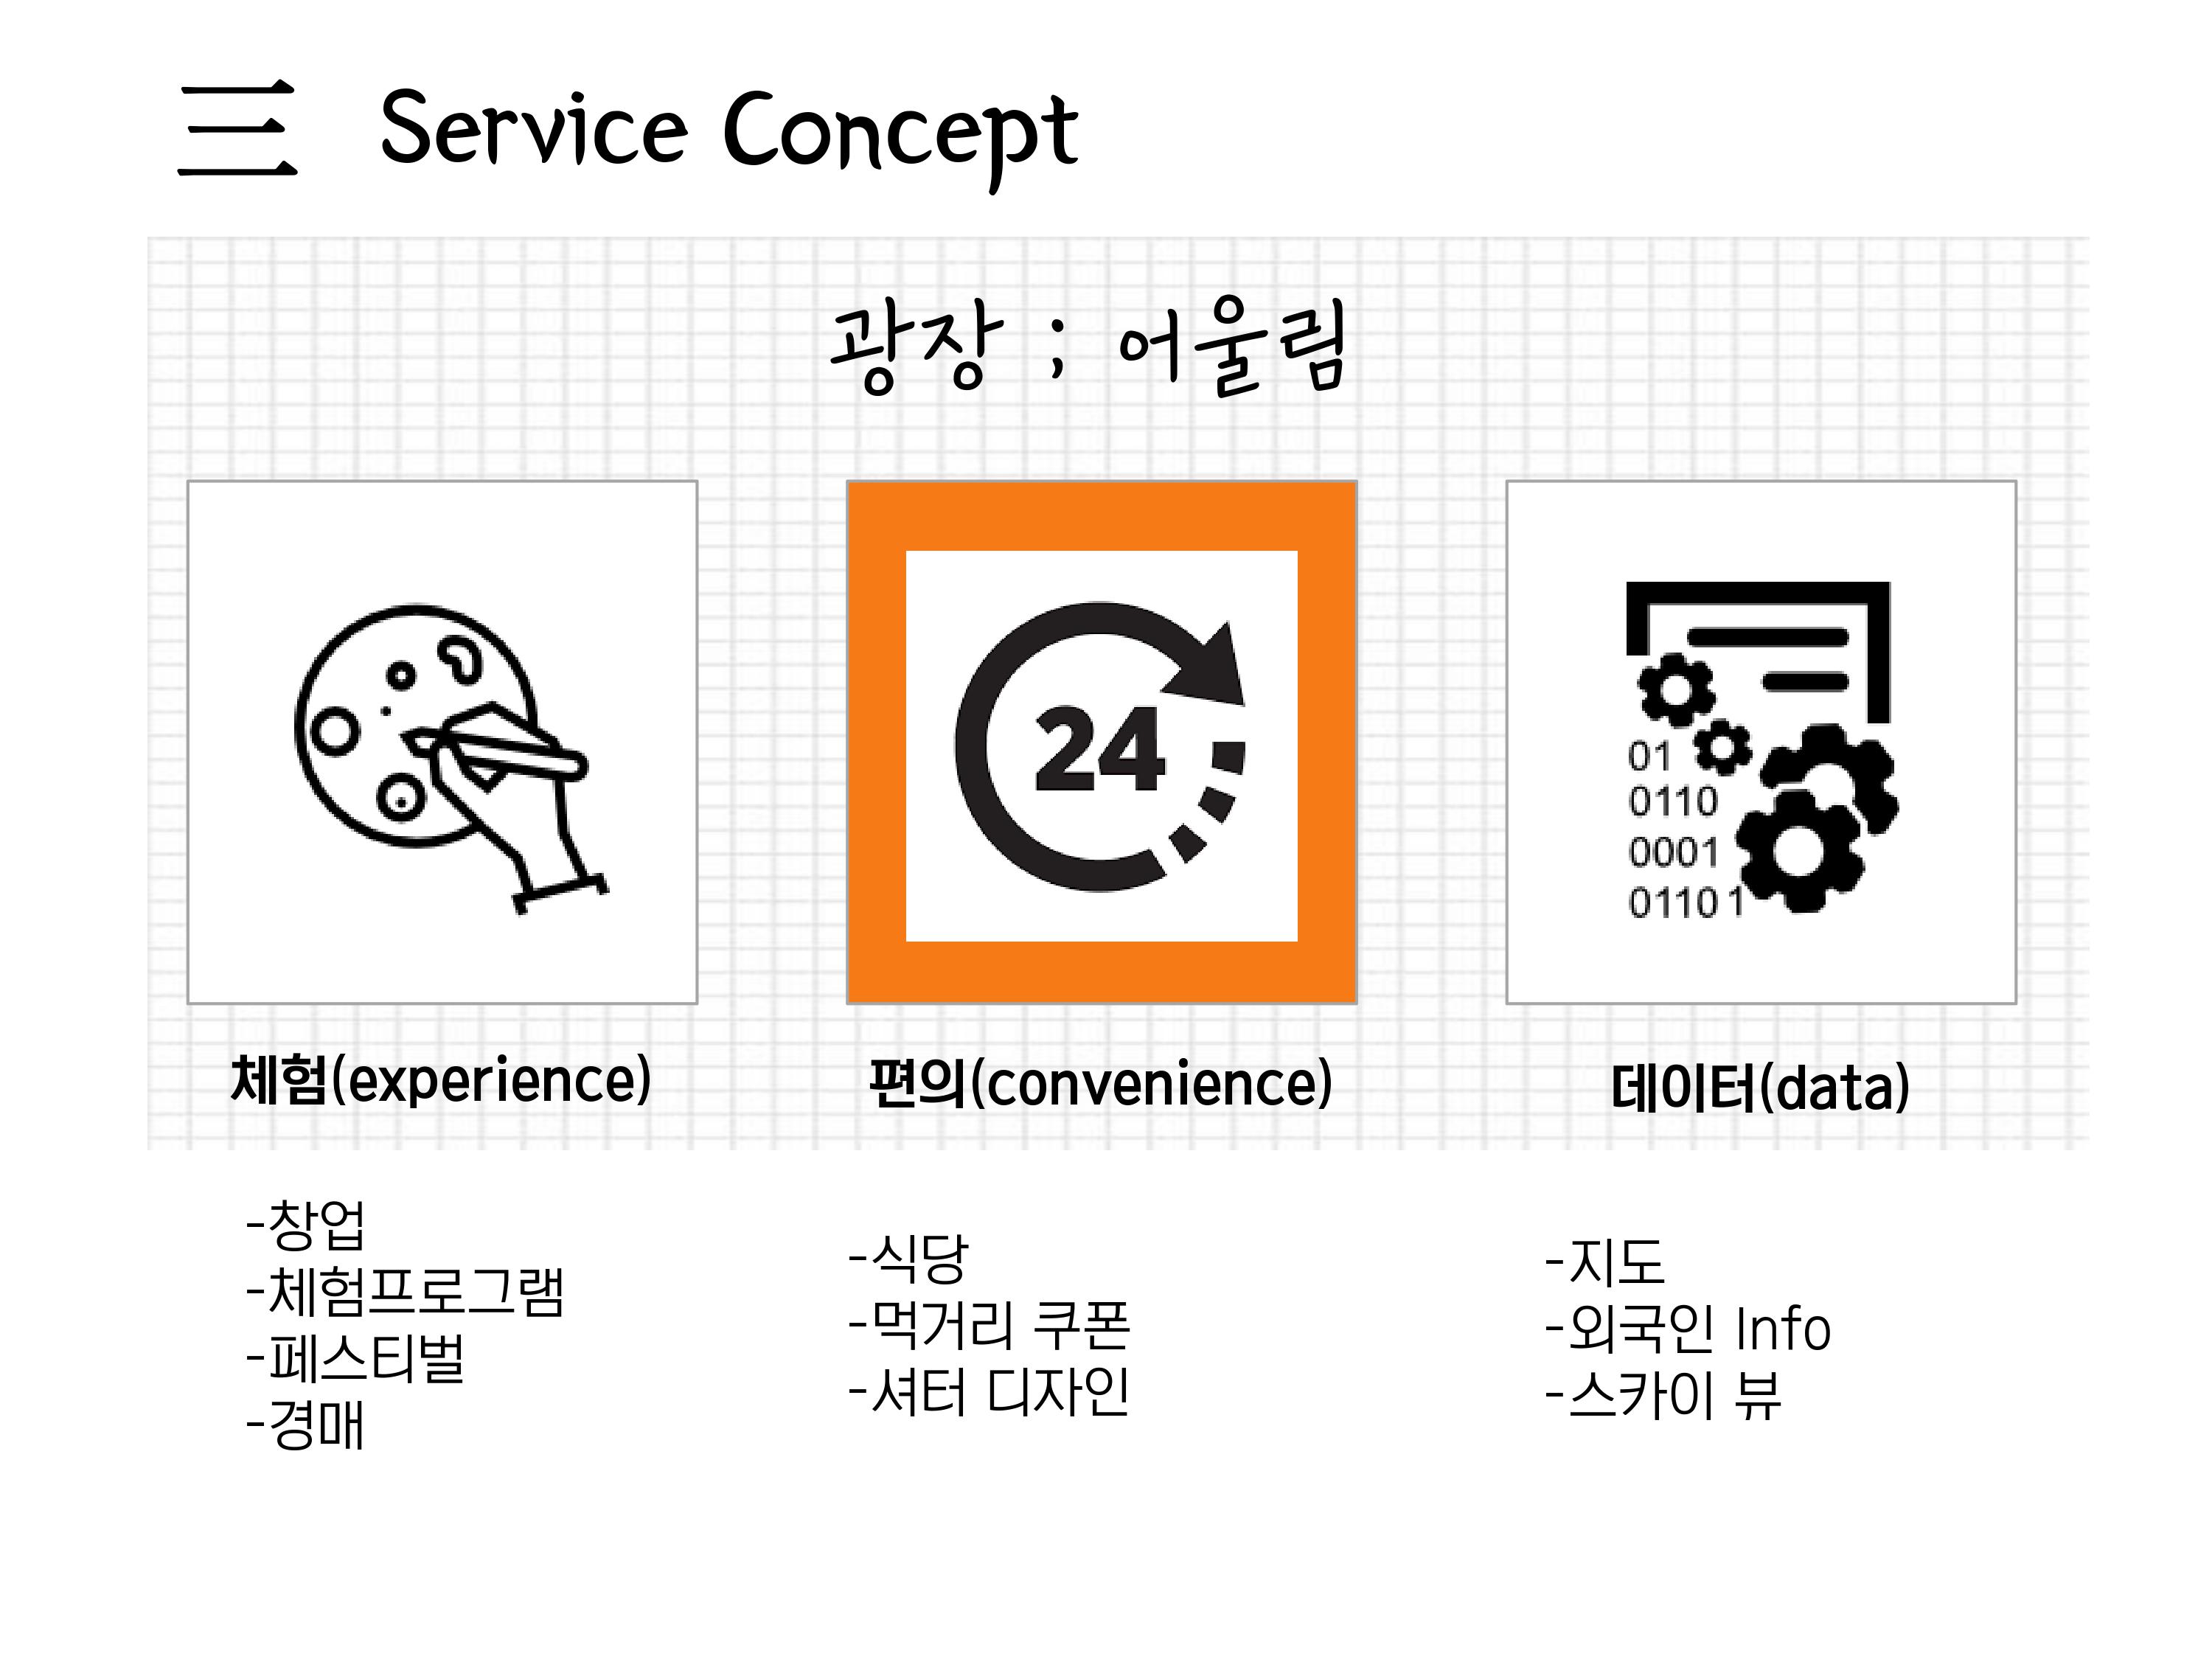 三 Service Concept
광장 ; 어울림
24
01
0110
0001
01101
체험(experience)
편의(convenience)
데이터(data)
-창업
-체험프로그램
-페스티벌
-경매
-식당
-먹거리 쿠폰
-셔터 디자인
-지도
-외국인 Info
-스카이 뷰